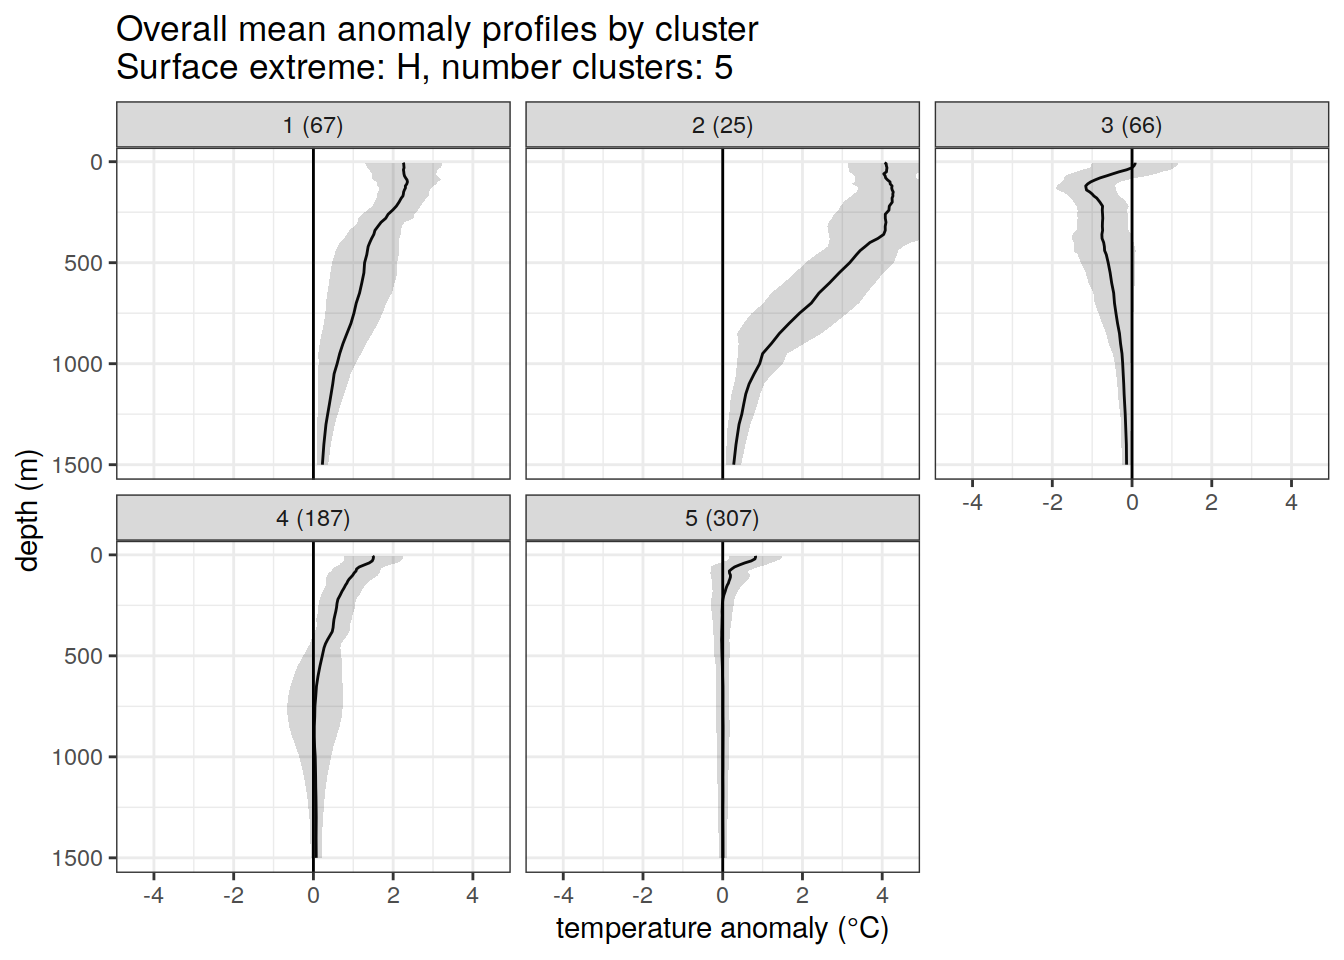 Overall mean anomaly profiles by cluster
Surface extreme: H, number clusters: 5
1 (67)
2 (25)
3 (66)
0
500
1000
1500
-4 -2 0 2 4
4 (187)
5 (307)
0
500
1000
1500
-4 -2 0 2 4
-4 -2 0 2 4
depth (m)
temperature anomaly (°C)